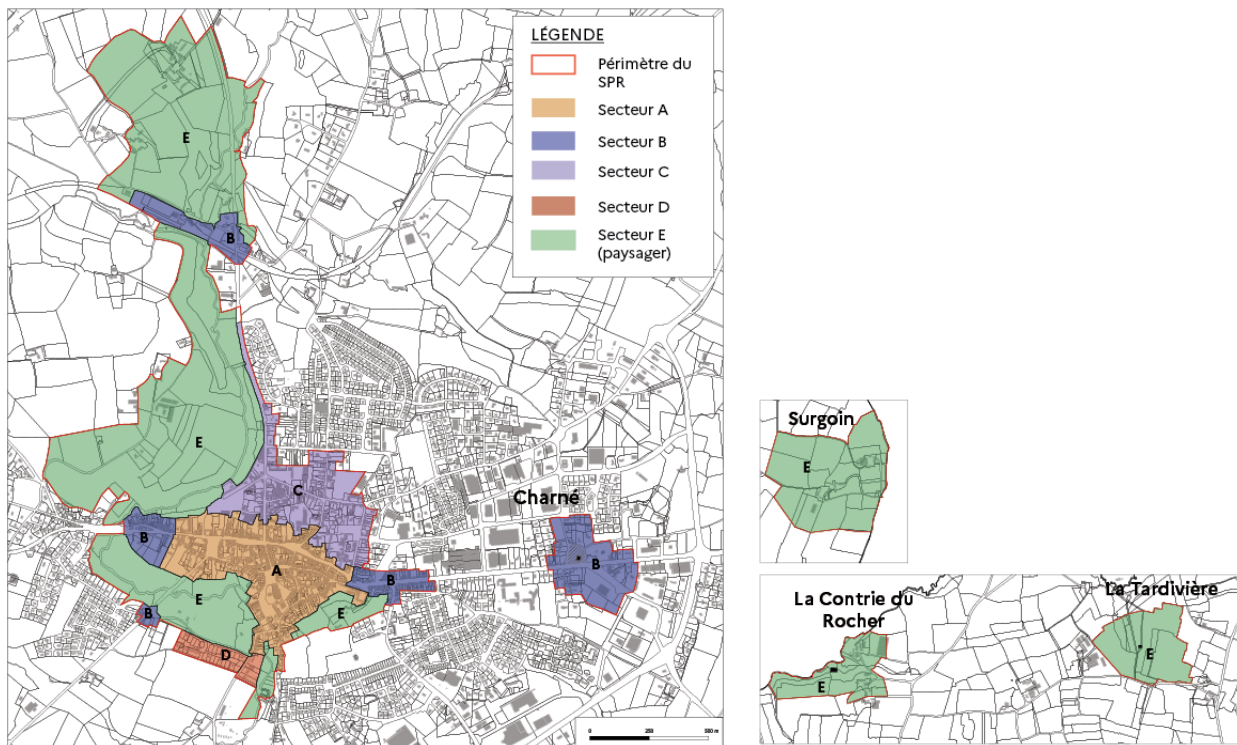 LÉGENDE
Périmètre du
SPR
Secteur A
Secteur B
Secteur C
Secteur D
Secteur E
(paysager)
E
B
E
C
Charné
B
A
B
B
E
E
B
D
0
250
500 m
Surgoin
E
La Contrie du
Rocher
La Tardivière
E
E